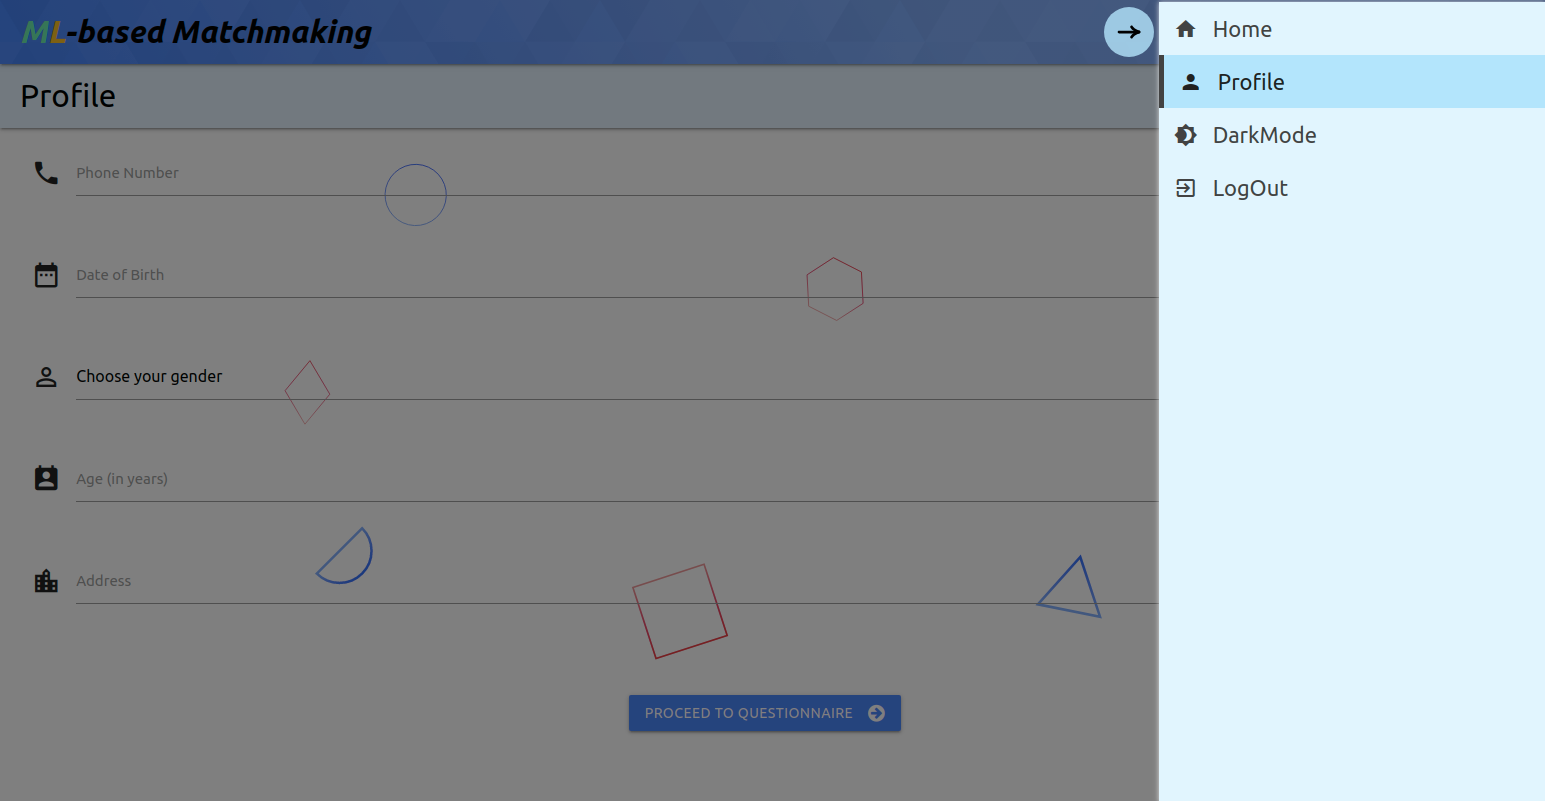 ML-based Matchmaking
Profile
Phone Number
Date of Birth
Choose your gender
Age (in years)
Address
PROCEED TO QUESTIONNAIRE
Home
Profile
DarkMode
LogOut